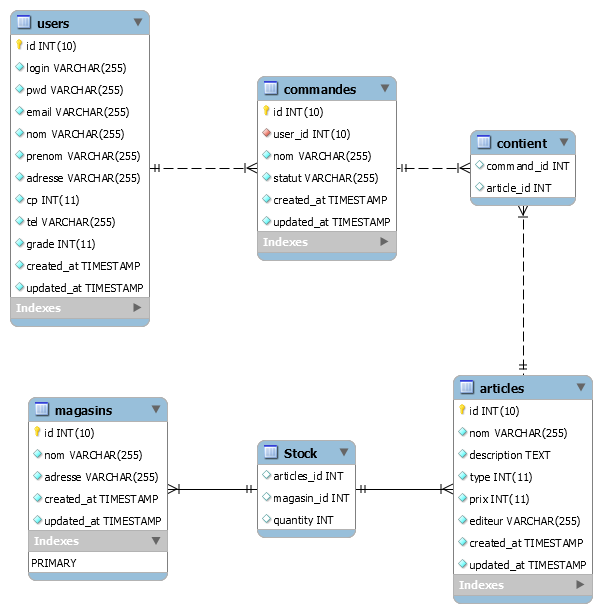 users
id INT(10)
login VARCHAR(255)
pwd VARCHAR(255)
email VARCHAR(255)
nom VARCHAR(255)
prenom VARCHAR(255)
adresse VARCHAR(255)
cp INT(11)
tel VARCHAR(255)
grade INT(11)
created_at TIMESTAMP
updated_at TIMESTAMP
Indexes
commandes
id INT(10)
user_id INT(10)
nom VARCHAR(255)
statut VARCHAR(255)
created_at TIMESTAMP
updated_at TIMESTAMP
Indexes
contient
command_id INT
article_id INT
magasins
id INT(10)
nom VARCHAR(255)
adresse VARCHAR(255)
created_at TIMESTAMP
updated_at TIMESTAMP
Indexes
PRIMARY
Stock
articles_id INT
magasin_id INT
quantity INT
articles
id INT(10)
nom VARCHAR(255)
description TEXT
type INT(11)
prix INT(11)
editeur VARCHAR(255)
created_at TIMESTAMP
updated_at TIMESTAMP
Indexes